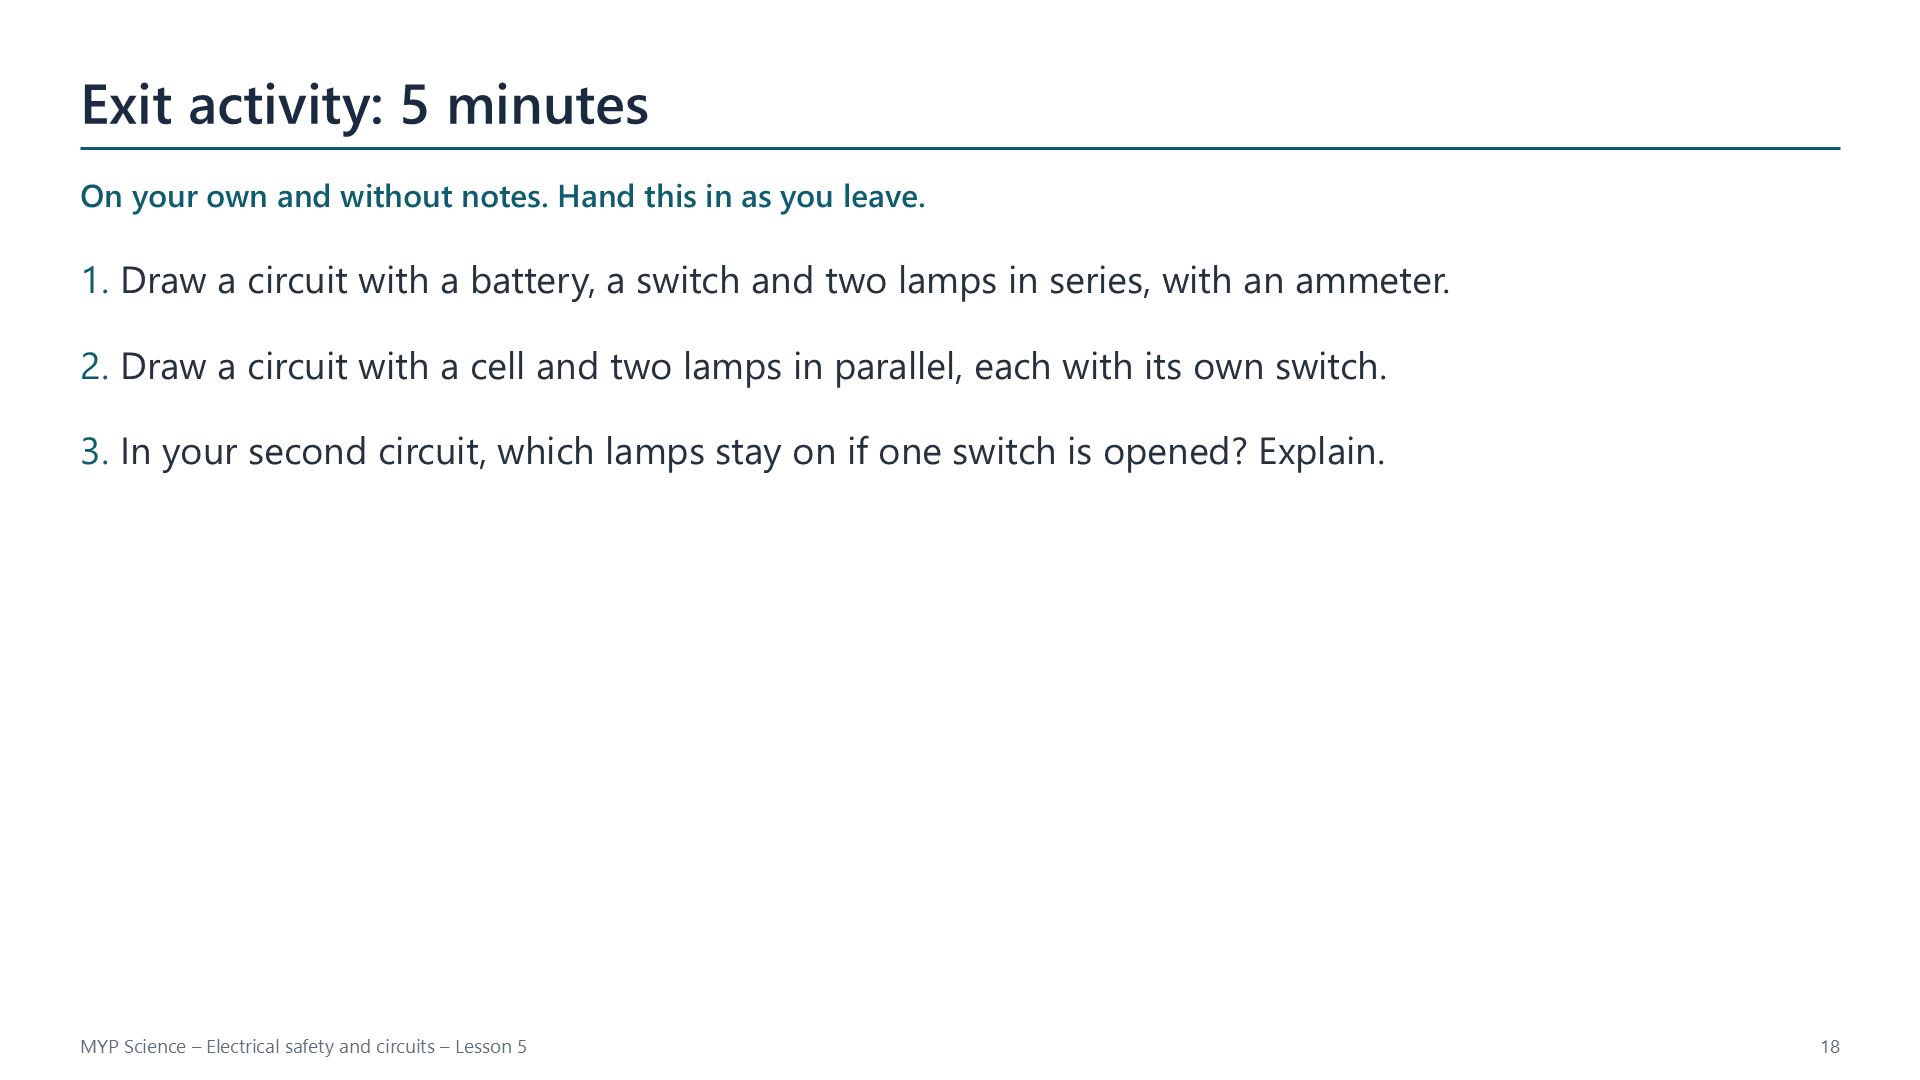 Exit activity: 5 minutes
On your own and without notes. Hand this in as you leave.
1. Draw a circuit with a battery, a switch and two lamps in series, with an ammeter.
2. Draw a circuit with a cell and two lamps in parallel, each with its own switch.
3. In your second circuit, which lamps stay on if one switch is opened? Explain.
MYP Science – Electrical safety and circuits – Lesson 5
18